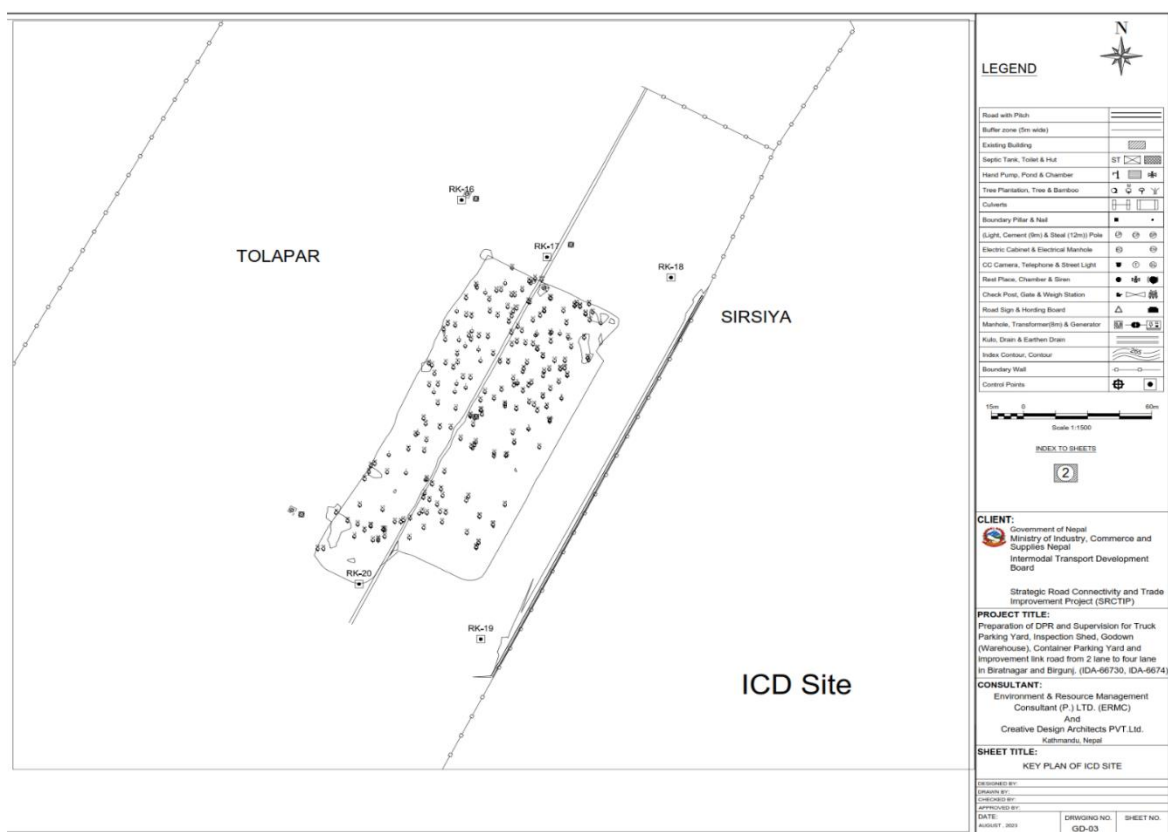 RK-16
RK-17
TOLAPAR
RK-18
SIRSIYA
RK-20
RK-19
ICD Site
N
LEGEND
Road with Pitch
Buffer zone (5m wide)
Existing Building
Septic Tank, Toilet & Hut
ST
Hand Pump, Pond & Chamber
Tree Plantation, Tree & Bamboo
Culverts
Boundary Pillar & Nail
(Light, Cement (9m) & Steal (12m)) Pole
Electric Cabinet & Electrical Manhole
CC Camera, Telephone & Street Light
Rest Place, Chamber & Siren
Check Post, Gate & Weigh Station
Road Sign & Hording Board
Manhole, Transformer(8m) & Generator
Kulo, Drain & Earthen Drain
Index Contour, Contour
Boundary Wall
Control Points
15m 0 60m
Scale 1:1500
INDEX TO SHEETS
2
CLIENT:
Government of Nepal
Ministry of Industry, Commerce and
Supplies Nepal
Intermodal Transport Development
Board
Strategic Road Connectivity and Trade
Improvement Project (SRCTIP)
PROJECT TITLE:
Preparation of DPR and Supervision for Truck
Parking Yard, Inspection Shed, Godown
(Warehouse), Container Parking Yard and
improvement link road from 2 lane to four lane
in Biratnagar and Birgunj, (IDA-66730, IDA-6674)
CONSULTANT:
Environment & Resource Management
Consultant (P.) LTD. (ERMC)
And
Creative Design Architects PVT.Ltd.
Kathmandu, Nepal
SHEET TITLE:
KEY PLAN OF ICD SITE
DESIGNED BY:
DRAWN BY:
CHECKED BY:
APPROVED BY:
DATE: DRWGING NO. SHEET NO.
AUGUST , 2023
GD-03